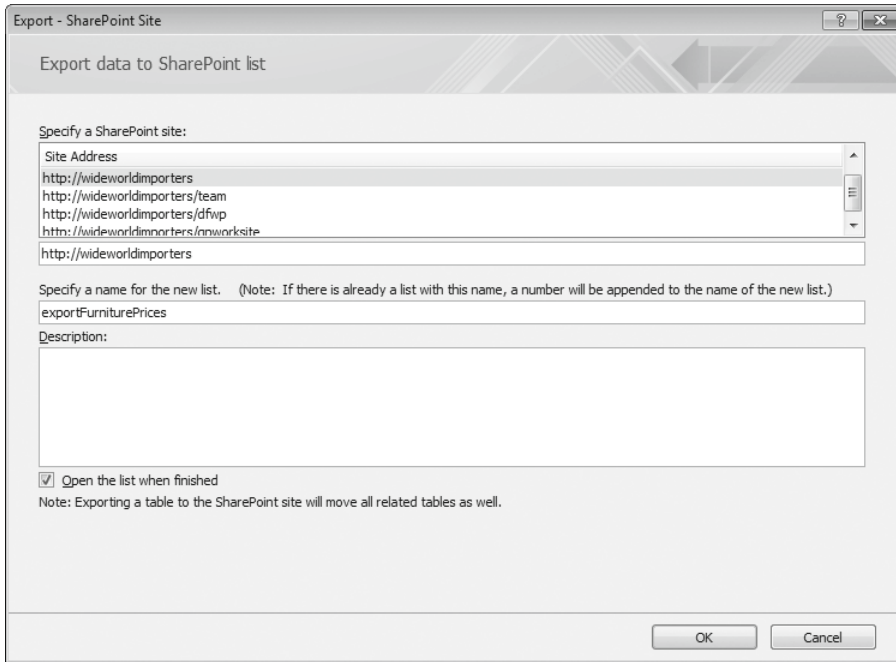 Export - SharePoint Site
Export data to SharePoint list
Specify a SharePoint site:
Site Address
http://wideworldimporters
http://wideworldimporters/team
http://wideworldimporters/dfwp
http://wideworldimporters/gpworksite
http://wideworldimporters
Specify a name for the new list. (Note: If there is already a list with this name, a number will be appended to the name of the new list.)
exportFurniturePrices
Description:
Open the list when finished
Note: Exporting a table to the SharePoint site will move all related tables as well.
OK Cancel